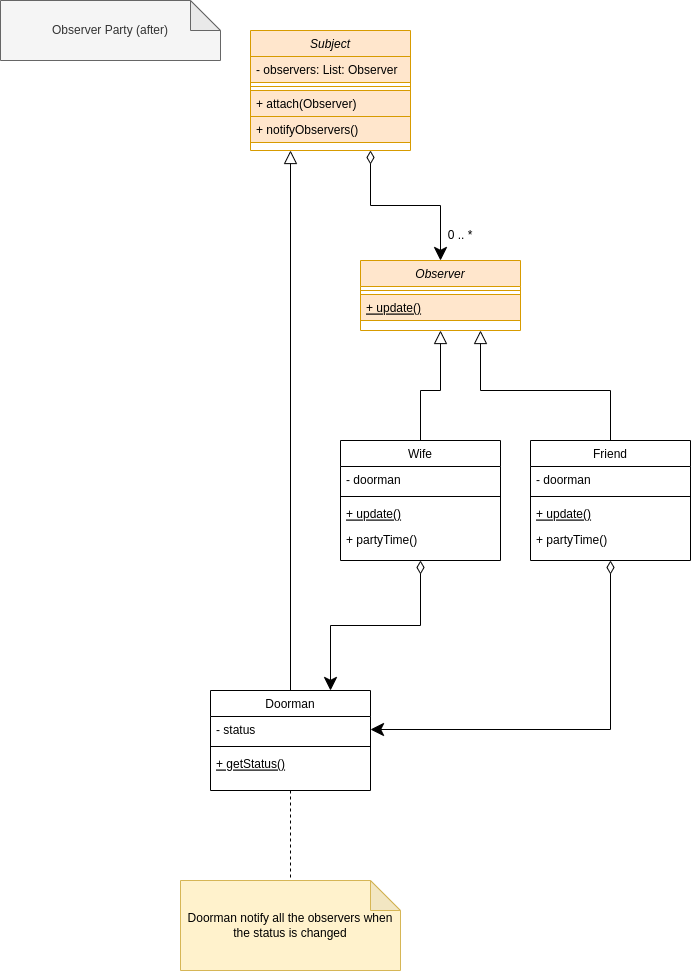 Observer Party (after)
Subject
- observers: List: Observer
+ attach(Observer)
+ notifyObservers()
0 .. *
Observer
+ update()
Wife
- doorman
+ update()
+ partyTime()
Friend
- doorman
+ update()
+ partyTime()
Doorman
- status
+ getStatus()
Doorman notify all the observers when
the status is changed